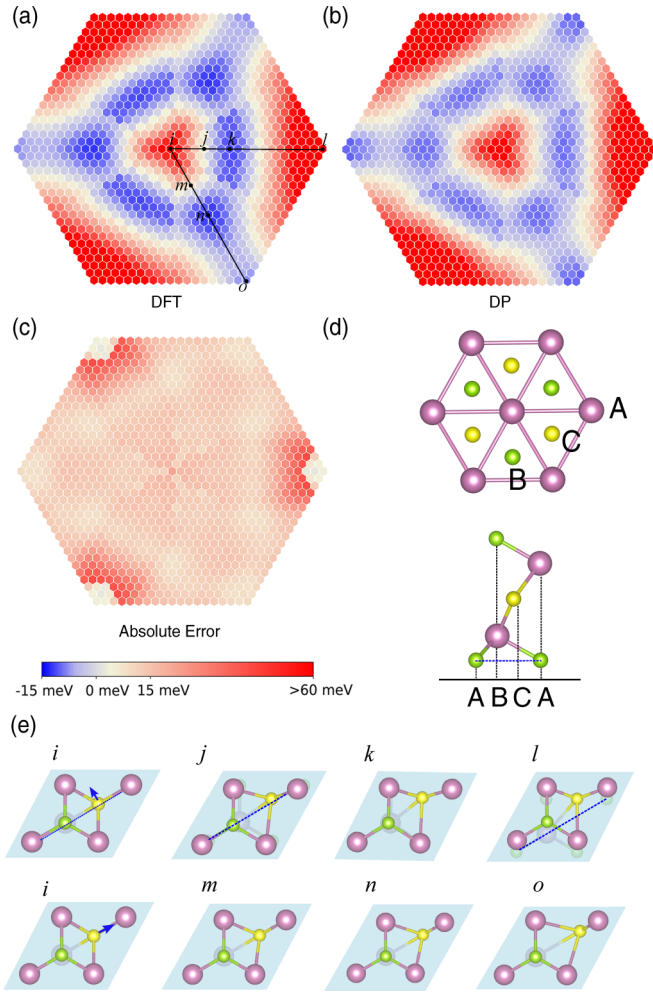 (a)
(b)
i
j
k
l
m
n
o
DFT
DP
(c)
(d)
A
C
B
Absolute Error
-15 meV 0 meV 15 meV >60 meV
A B C A
(e)
i j k l
i m n o